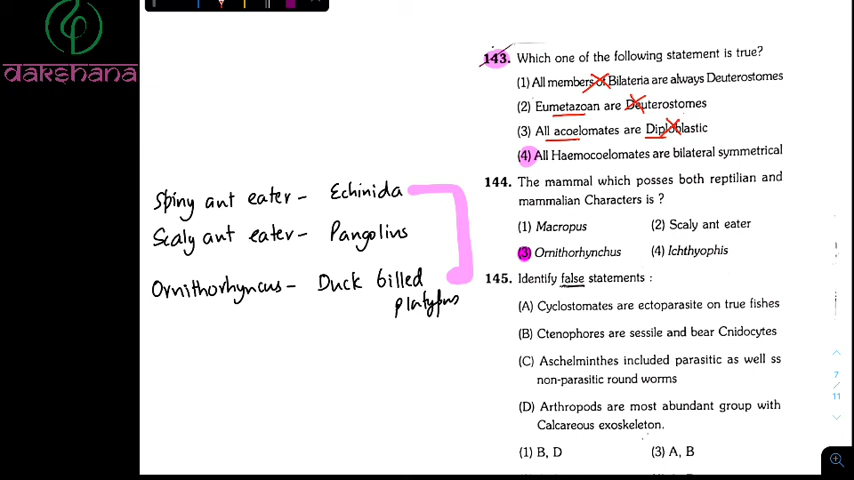 dakshana
143. Which one of the following statement is true?
(1) All members of Bilateria are always Deuterostomes
(2) Eumetazoan are Deuterostomes
(3) All acoelomates are Diploblastic
(4) All Haemocoelomates are bilateral symmetrical
Spiny ant eater - Echinida
Scaly ant eater - Pangolins
Ornithorhyncus - Duck billed
platypus
144. The mammal which posses both reptilian and
mammalian Characters is ?
(1) Macropus (2) Scaly ant eater
(3) Ornithorhynchus (4) Ichthyophis
145. Identify false statements :
(A) Cyclostomates are ectoparasite on true fishes
(B) Ctenophores are sessile and bear Cnidocytes
(C) Aschelminthes included parasitic as well ss
non-parasitic round worms
(D) Arthropods are most abundant group with
Calcareous exoskeleton.
(1) B, D (3) A, B
7
/
11